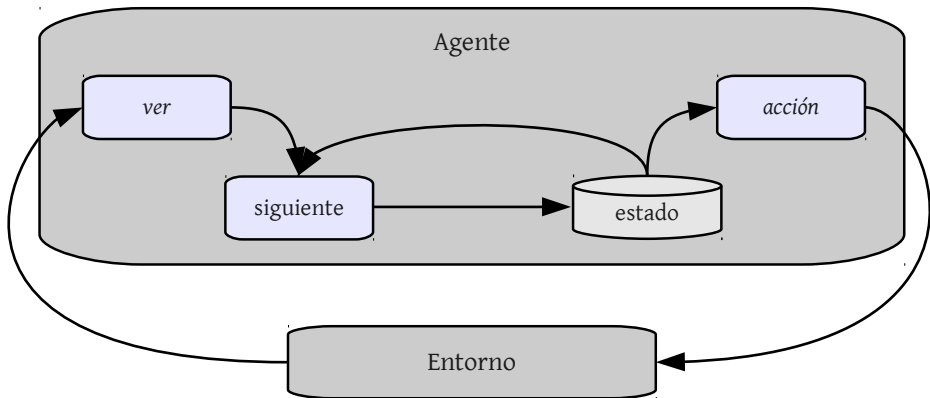 Agente
ver
acción
siguiente
estado
Entorno